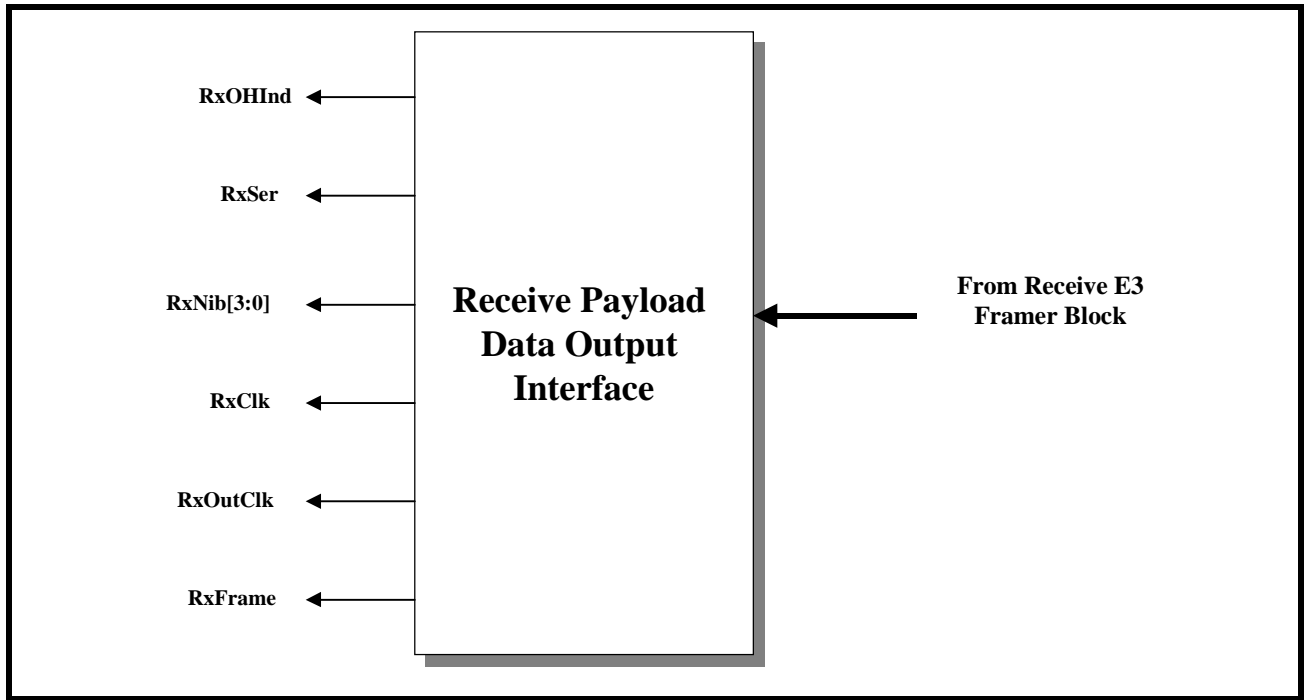 RxOHInd
RxSer
RxNib[3:0]
RxClk
RxOutClk
RxFrame
Receive Payload
Data Output
Interface
From Receive E3
Framer Block